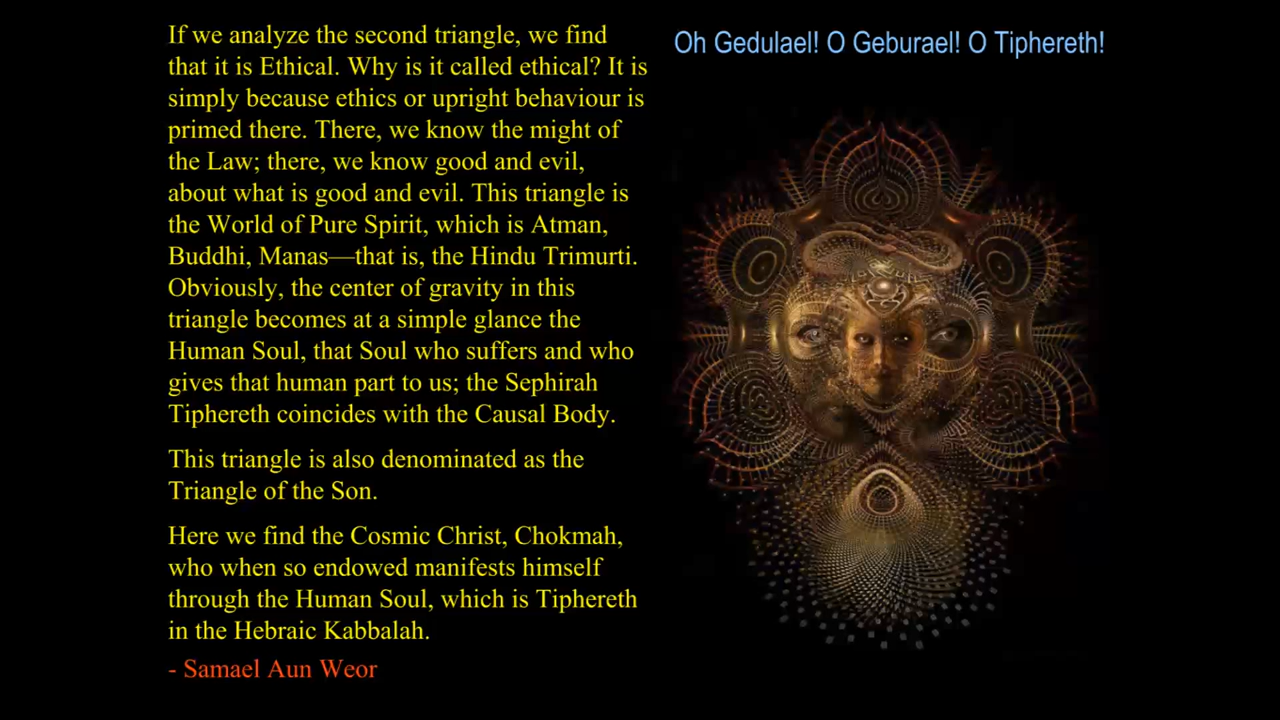 If we analyze the second triangle, we find
that it is Ethical. Why is it called ethical? It is
simply because ethics or upright behaviour is
primed there. There, we know the might of
the Law; there, we know good and evil,
about what is good and evil. This triangle is
the World of Pure Spirit, which is Atman,
Buddhi, Manas—that is, the Hindu Trimurti.
Obviously, the center of gravity in this
triangle becomes at a simple glance the
Human Soul, that Soul who suffers and who
gives that human part to us; the Sephirah
Tiphereth coincides with the Causal Body.
This triangle is also denominated as the
Triangle of the Son.
Here we find the Cosmic Christ, Chokmah,
who when so endowed manifests himself
through the Human Soul, which is Tiphereth
in the Hebraic Kabbalah.
- Samael Aun Weor
Oh Gedulael! O Geburael! O Tiphereth!